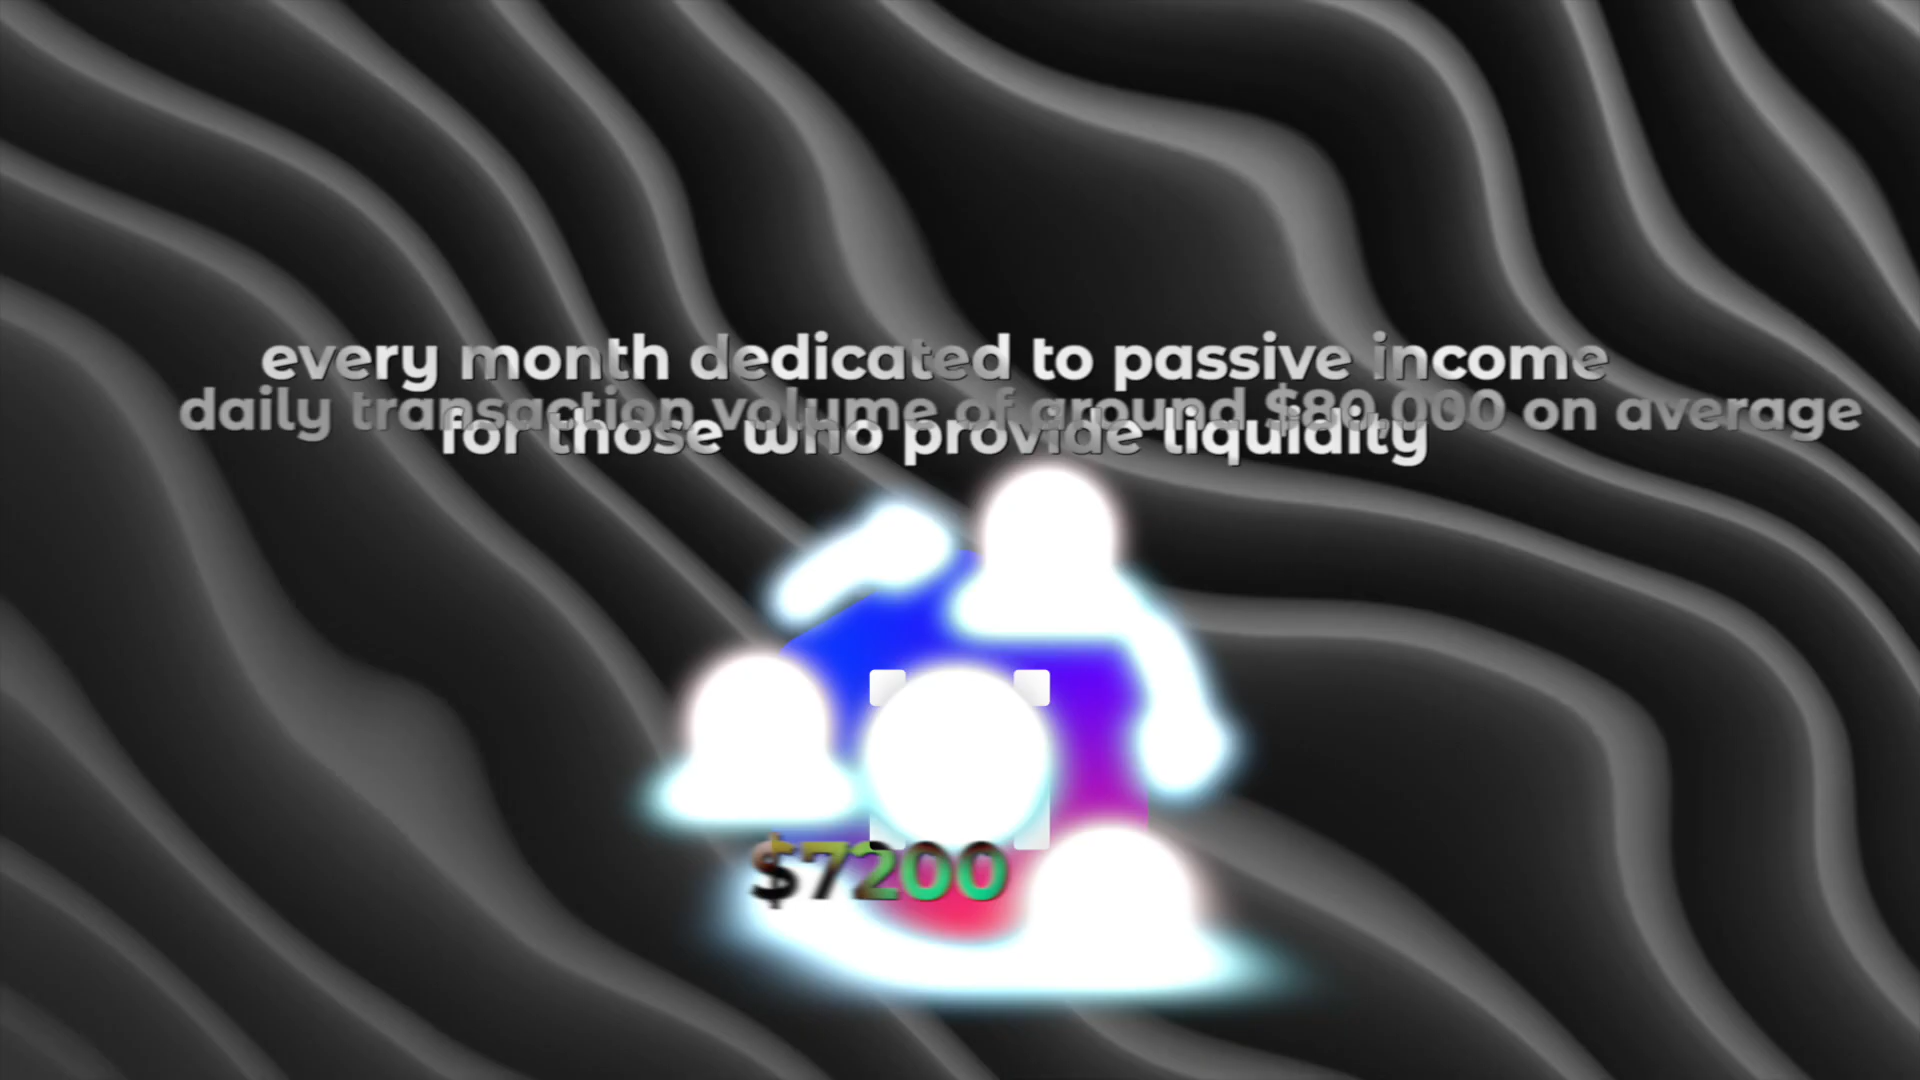 every month dedicated to passive income
daily transaction volume of around $80,000 on average
for those who provide liquidity
$7200